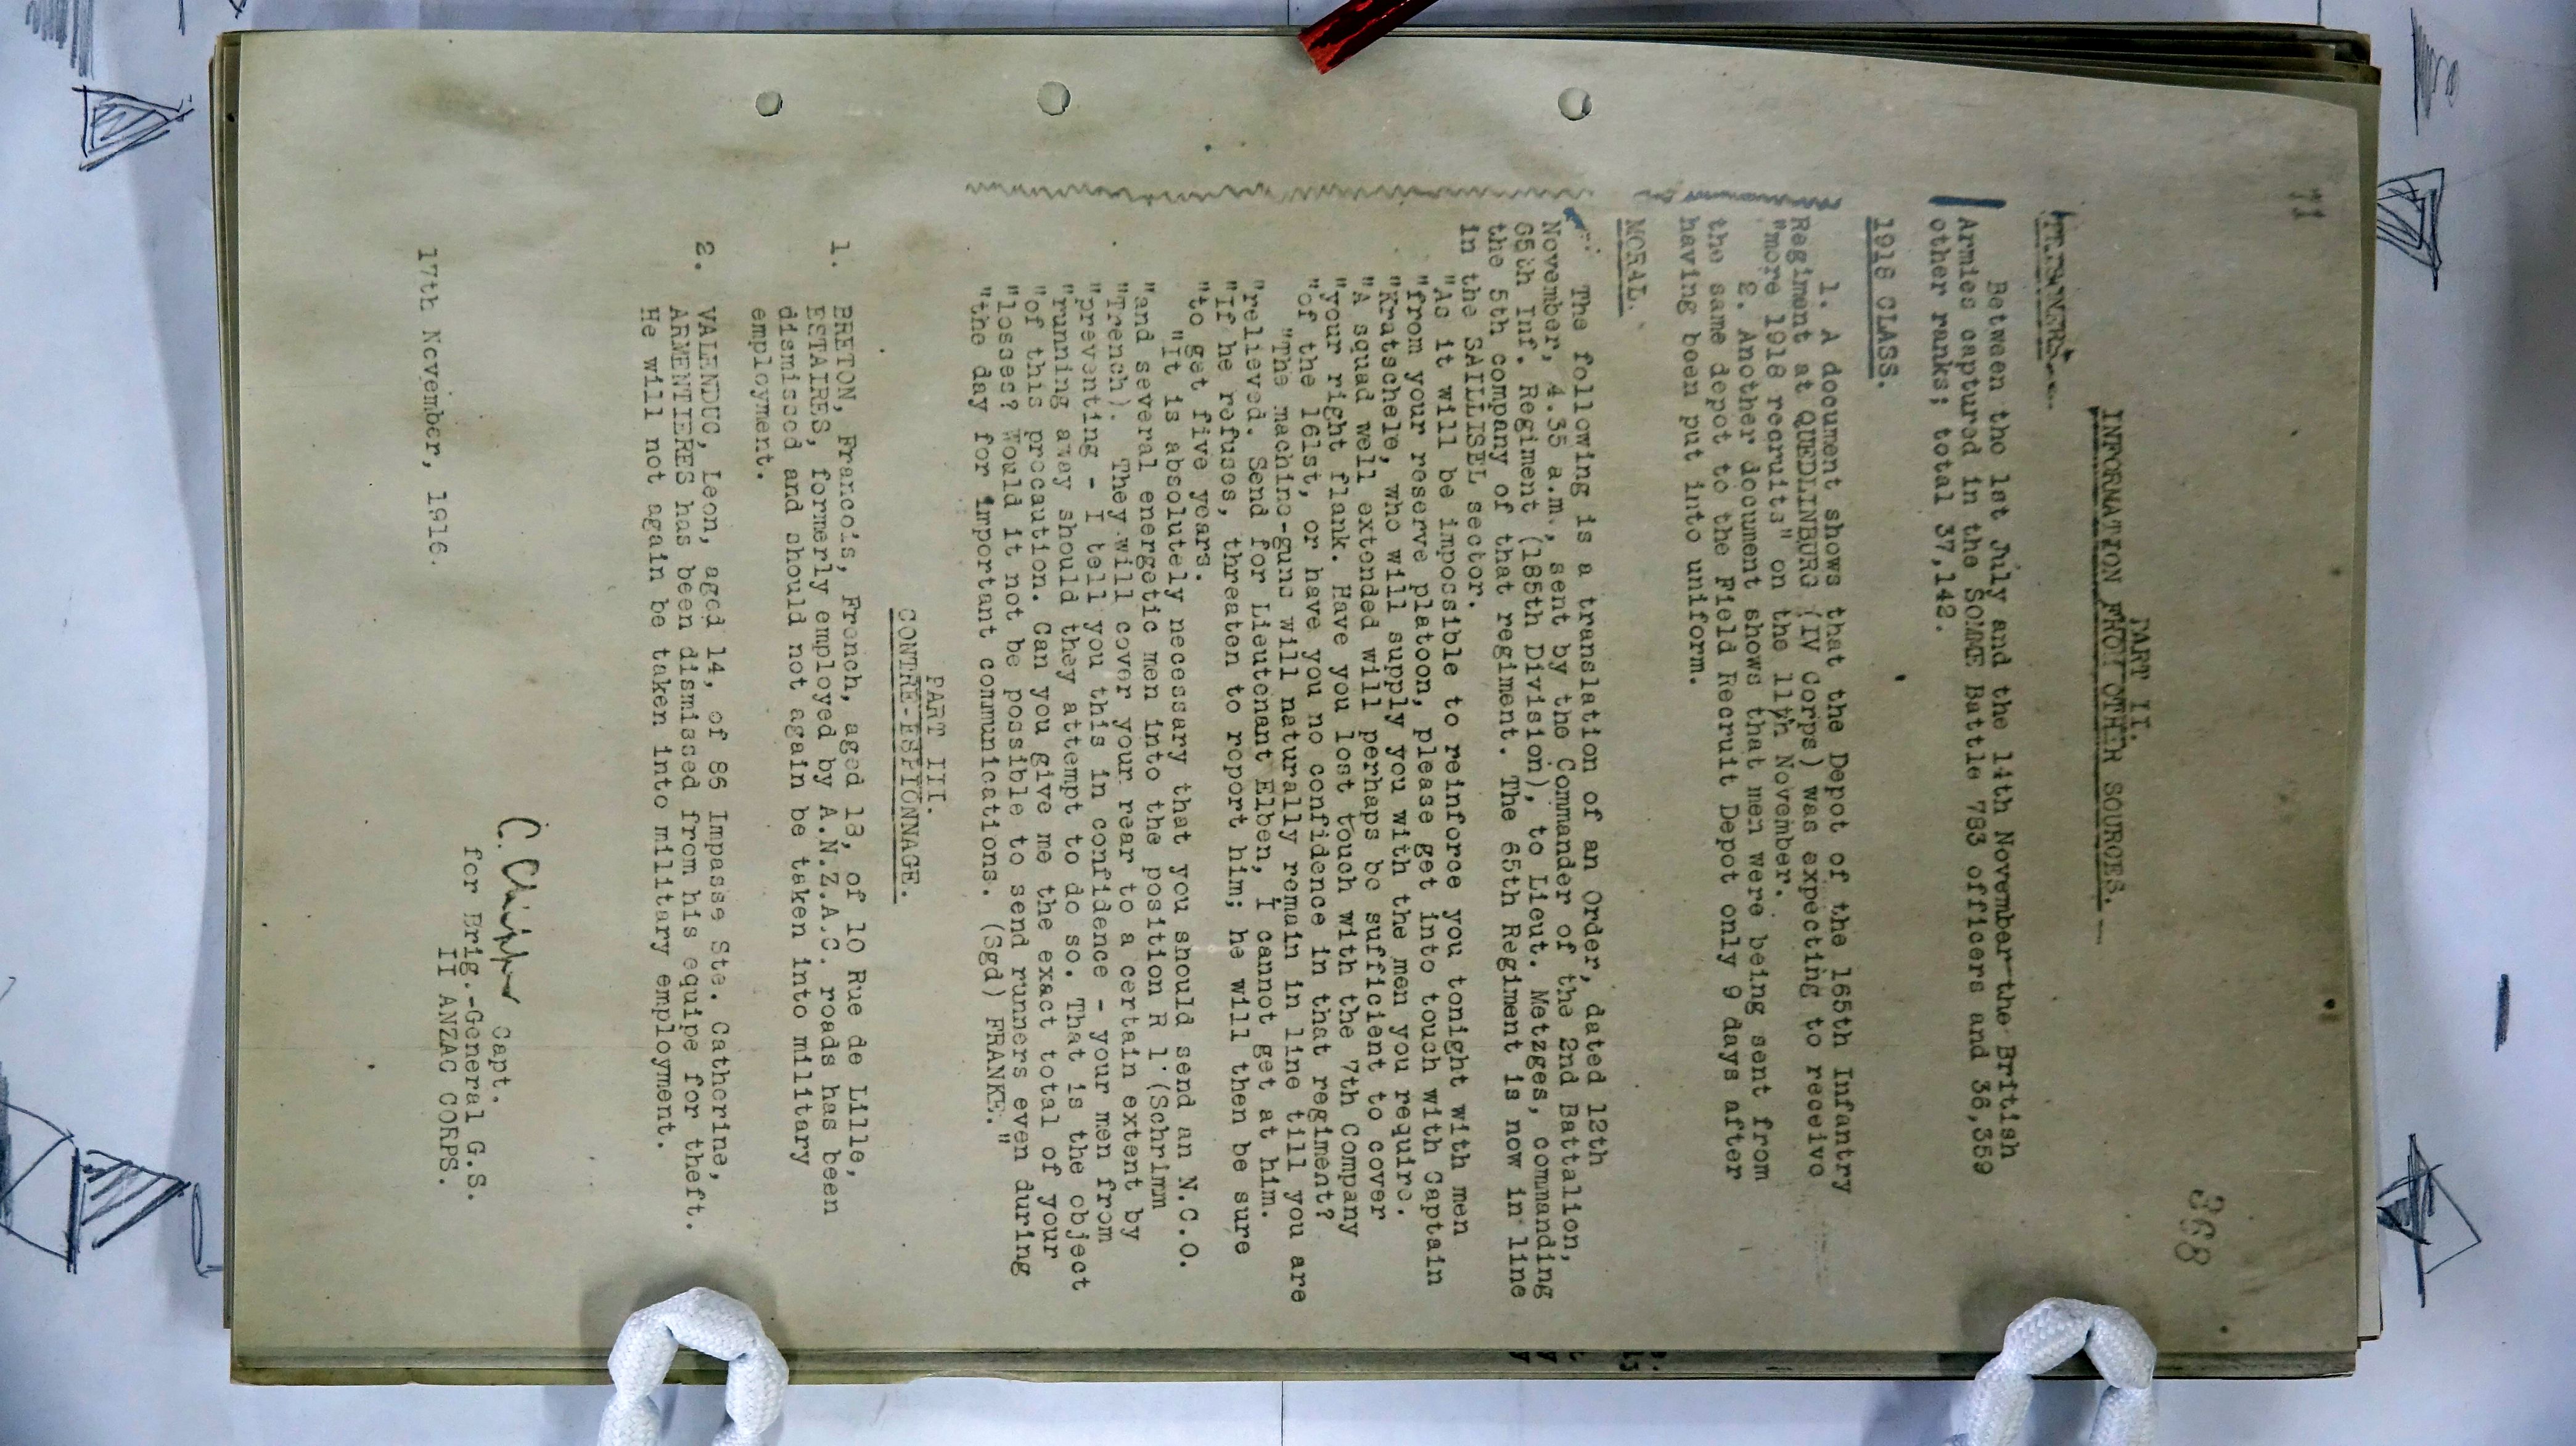 71
368
PART II.
INFORMATION FROM OTHER SOURCES.
PRISONERS.
Between the 1st July and the 14th November the British
Armies captured in the SOMME Battle 783 officers and 36,359
other ranks; total 37,142.
1918 CLASS.
1. A document shows that the Depot of the 165th Infantry
Regiment at QUEDLINBURG (IV Corps) was expecting to receive
"more 1918 recruits" on the 11th November.
2. Another document shows that men were being sent from
the same depot to the Field Recruit Depot only 9 days after
having been put into uniform.
MORAL.
The following is a translation of an Order, dated 12th
November, 4.35 a.m., sent by the Commander of the 2nd Battalion,
65th Inf. Regiment (185th Division), to Lieut. Metzges, commanding
the 5th company of that regiment. The 65th Regiment is now in line
in the SAILLISEL sector.
"As it will be impossible to reinforce you tonight with men
"from your reserve platoon, please get into touch with Captain
"Kratschele, who will supply you with the men you require.
"A squad well extended will perhaps be sufficient to cover
"your right flank. Have you lost touch with the 7th Company
"of the 161st, or have you no confidence in that regiment?
"The machine-guns will naturally remain in line till you are
"relieved. Send for Lieutenant Elben, I cannot get at him.
"If he refuses, threaten to report him; he will then be sure
"to get five years.
"It is absolutely necessary that you should send an N.C.O.
"and several energetic men into the position R 1 (Schrimm
"Trench). They will cover your rear to a certain extent by
"preventing - I tell you this in confidence - your men from
"running away should they attempt to do so. That is the object
"of this precaution. Can you give me the exact total of your
"losses? Would it not be possible to send runners even during
"the day for important communications. (Sgd) FRANKE."
PART III.
CONTRE-ESPIONNAGE.
1. BRETON, Francois, French, aged 18, of 10 Rue de Lille,
ESTAIRES, formerly employed by A.N.Z.A.C. roads has been
dismissed and should not again be taken into military
employment.
2. VALENDUC, Leon, aged 14, of 86 Impasse Ste. Catherine,
ARMENTIERES has been dismissed from his equipe for theft.
He will not again be taken into military employment.
Capt.
for Brig.-General G.S.
II ANZAC CORPS.
17th November, 1916.